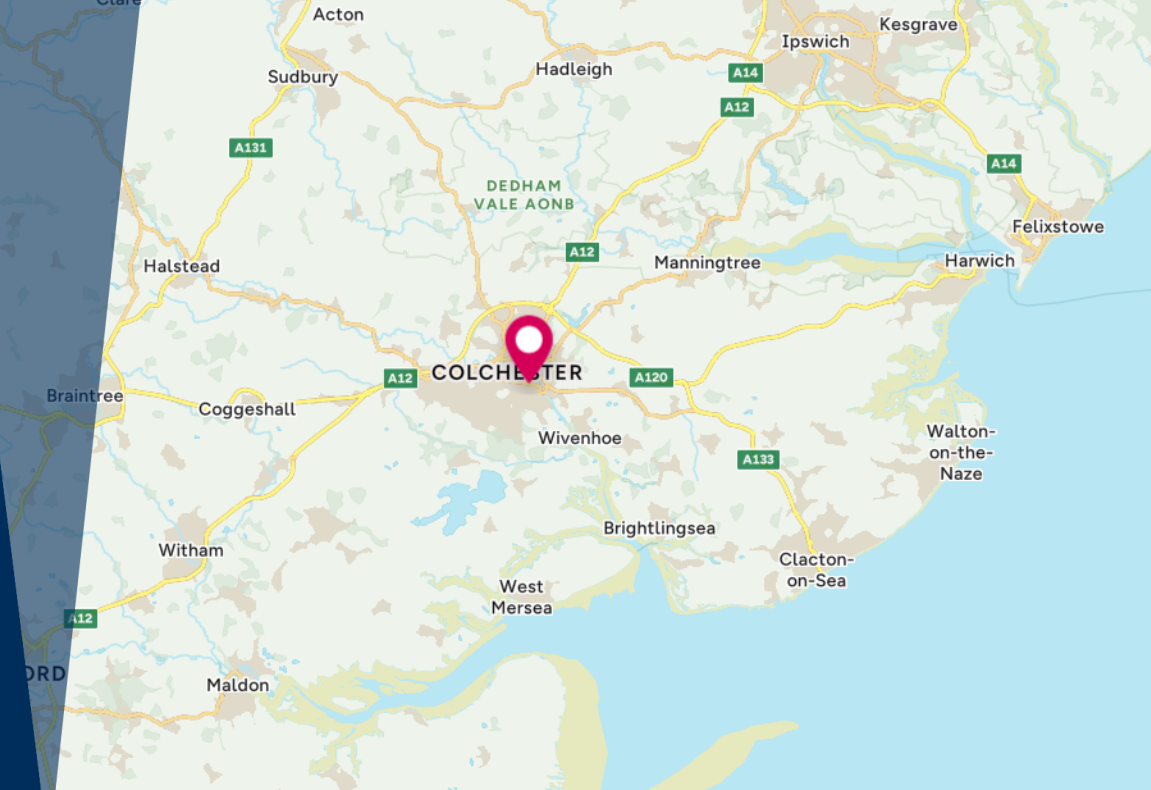 Clare
Acton
Kesgrave
Ipswich
Hadleigh
A14
Sudbury
A12
A131
A14
DEDHAM
VALE AONB
Felixstowe
A12
Manningtree
Harwich
Halstead
COLCHESTER
A12
A120
Braintree
Coggeshall
Walton-
on-the-
Naze
Wivenhoe
A133
Brightlingsea
Witham
Clacton-
on-Sea
West
Mersea
A12
ORD
Maldon